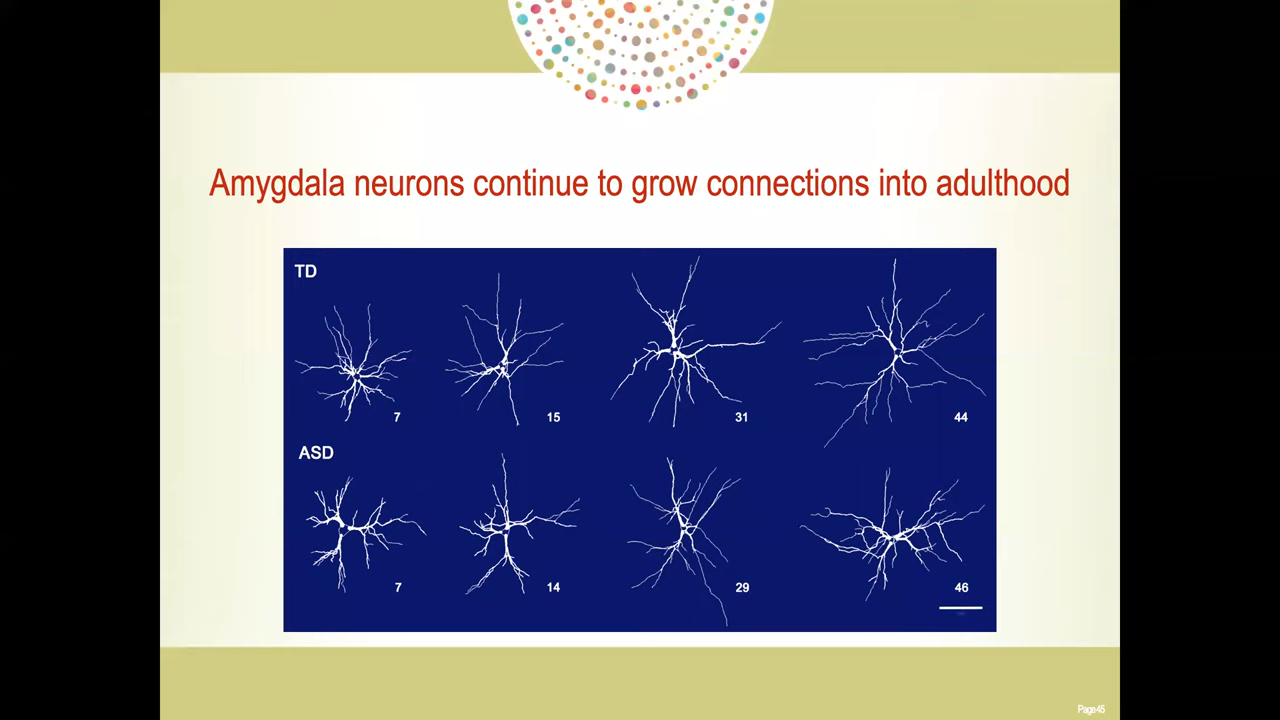 Amygdala neurons continue to grow connections into adulthood
TD
7
15
31
44
ASD
7
14
29
46
Page45